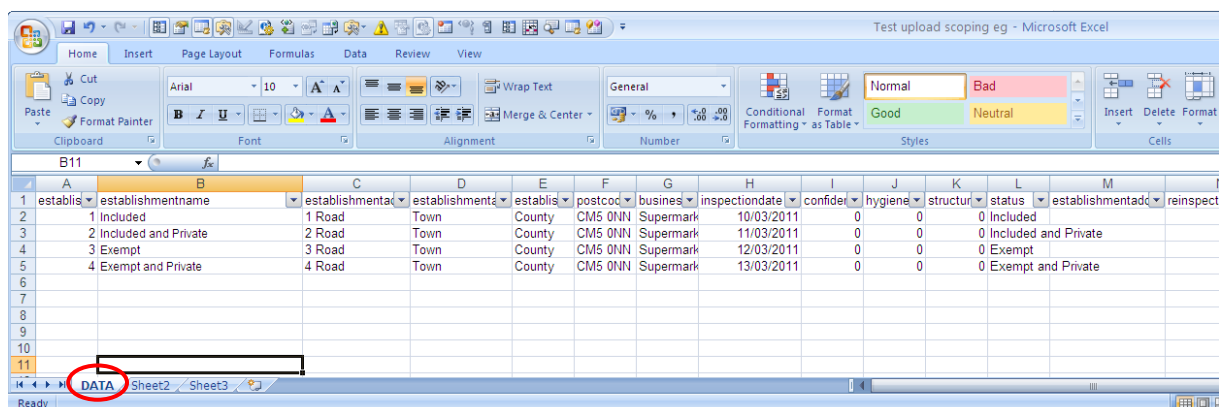 Test upload scoping eg - Microsoft Excel
Home Insert Page Layout Formulas Data Review View
Cut
Copy
Format Painter
Paste
Clipboard
Arial 10 A A
B I U A
Font
Wrap Text
Merge & Center
Alignment
General
% , .0 .00 .00 .0
Number
Conditional Formatting
Format as Table
Normal Bad
Good Neutral
Styles
Insert Delete Format
Cells
B11 fx
A B C D E F G H I J K L M
1 establis establishmentname establishmentad establishmenta establis postcod busines inspectiondate confider hygiene structur status establishmentadd reinspect
2 1 Included 1 Road Town County CM5 0NN Supermark 10/03/2011 0 0 0 Included
3 2 Included and Private 2 Road Town County CM5 0NN Supermark 11/03/2011 0 0 0 Included and Private
4 3 Exempt 3 Road Town County CM5 0NN Supermark 12/03/2011 0 0 0 Exempt
5 4 Exempt and Private 4 Road Town County CM5 0NN Supermark 13/03/2011 0 0 0 Exempt and Private
6
7
8
9
10
11
DATA Sheet2 Sheet3
Ready